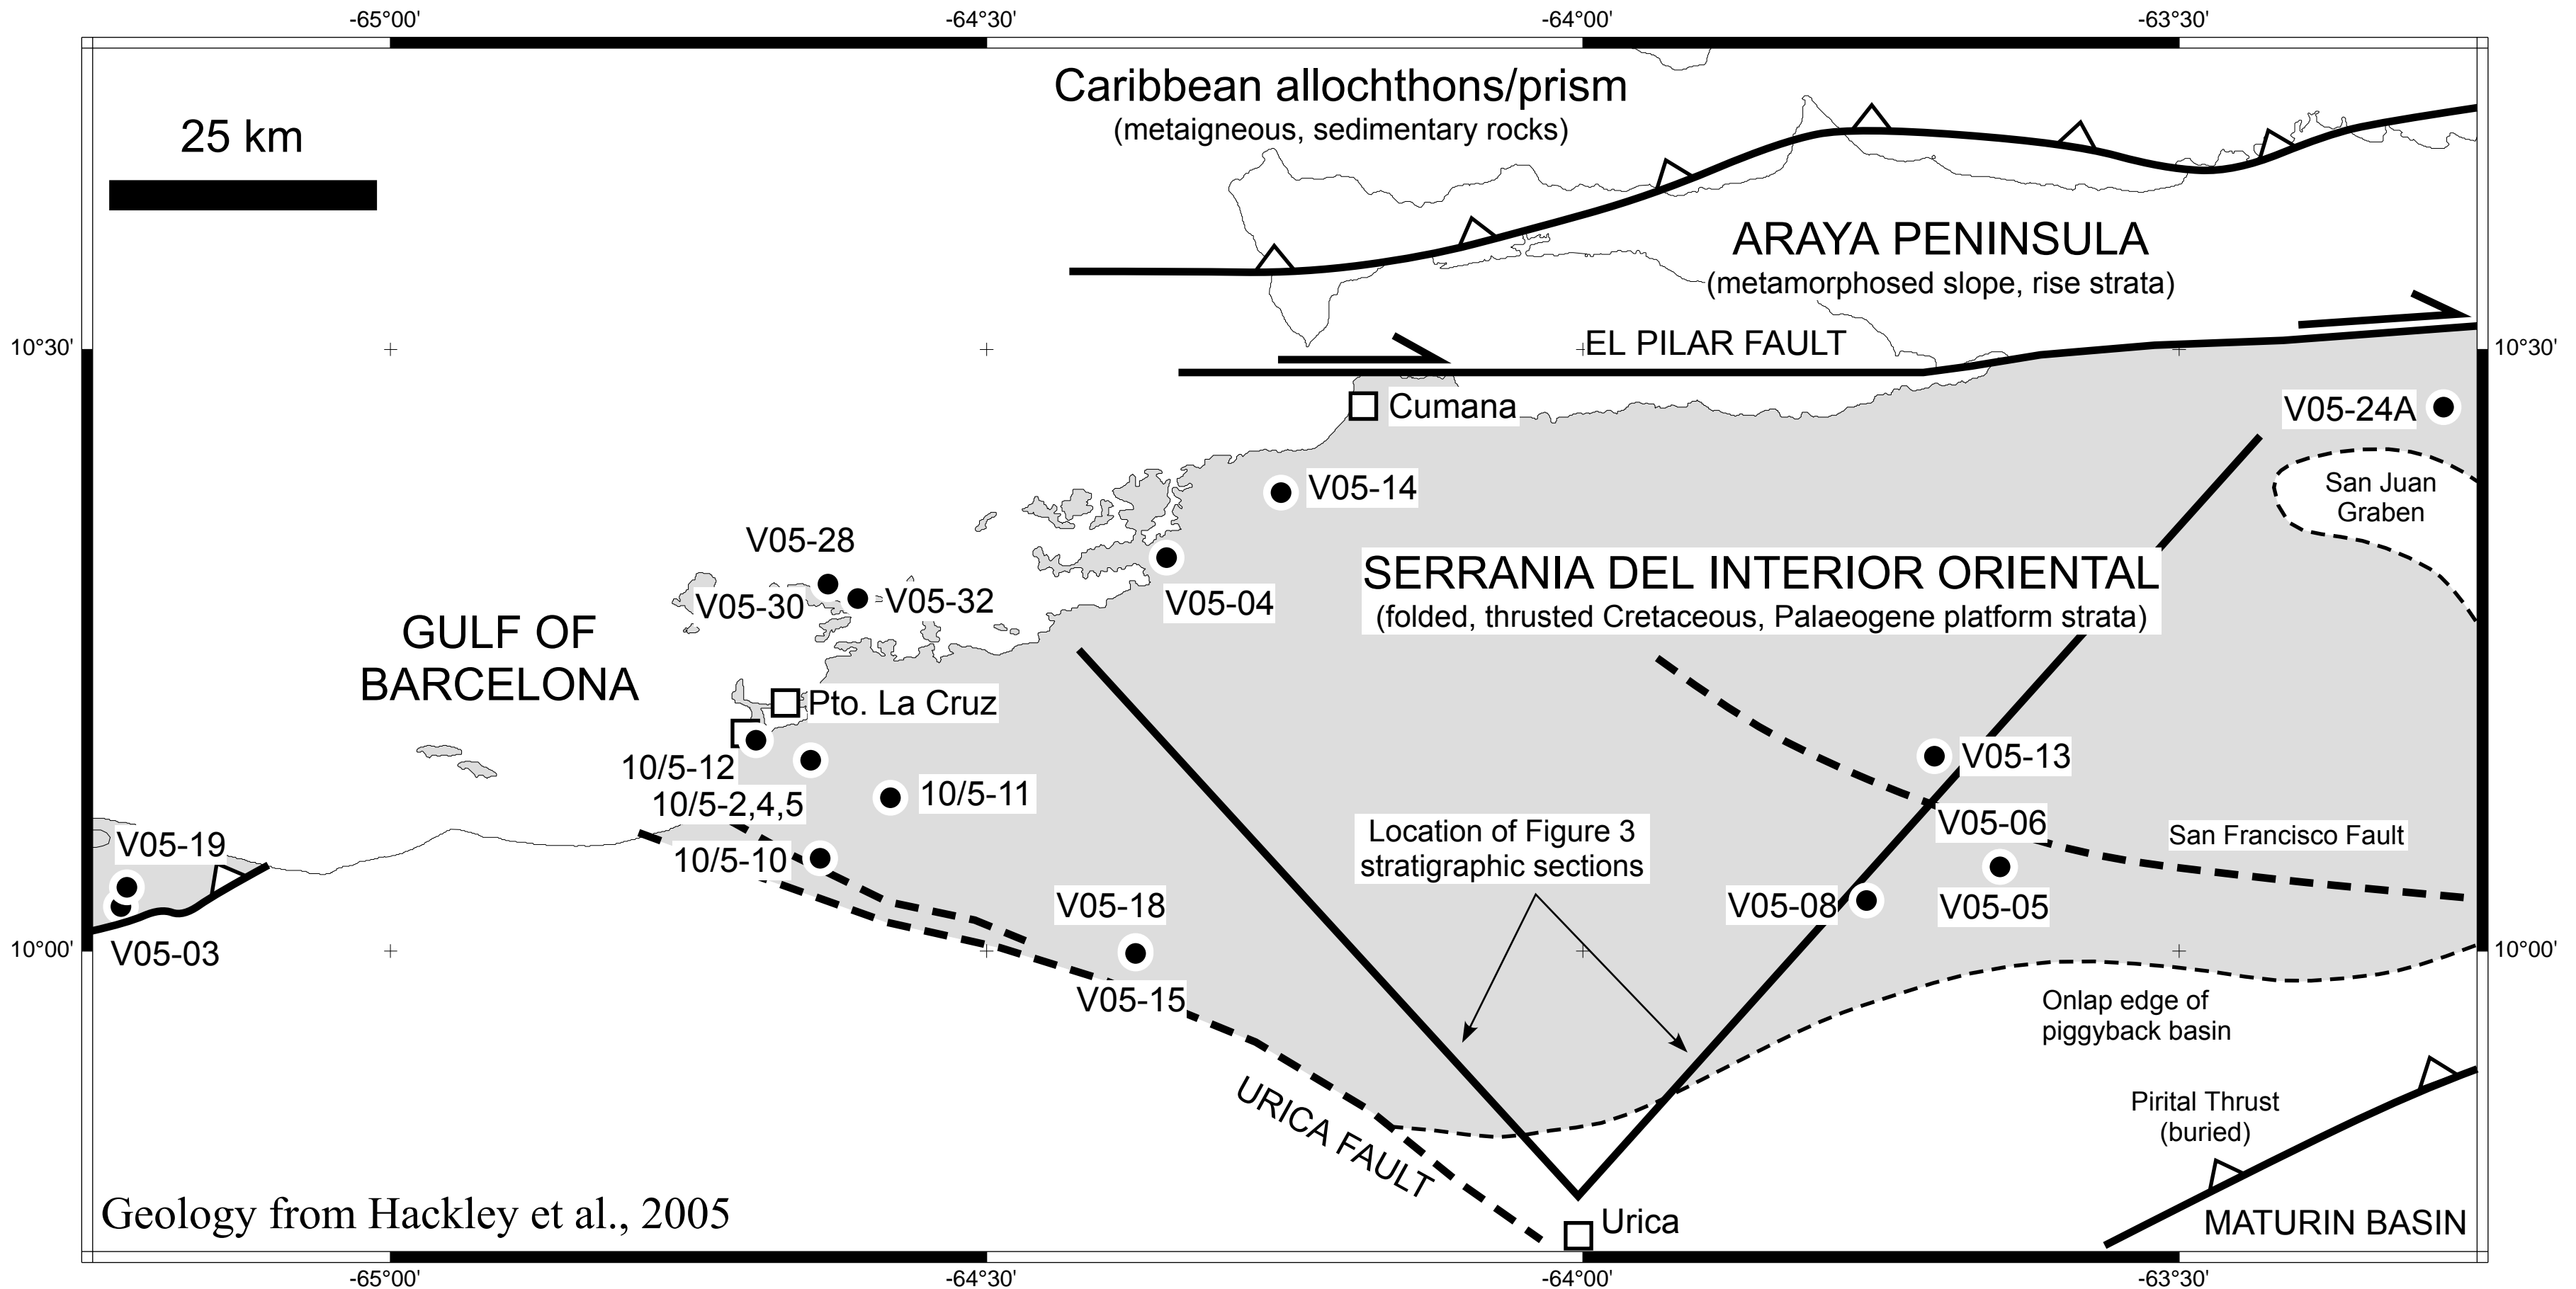 -65°00'
-64°30'
-64°00'
-63°30'
Caribbean allochthons/prism
(metaigneous, sedimentary rocks)
25 km
ARAYA PENINSULA
(metamorphosed slope, rise strata)
10°30'
EL PILAR FAULT
10°30'
Cumana
V05-24A
V05-14
San Juan
Graben
V05-28
SERRANIA DEL INTERIOR ORIENTAL
(folded, thrusted Cretaceous, Palaeogene platform strata)
V05-30
V05-32
V05-04
GULF OF
BARCELONA
Pto. La Cruz
10/5-12
V05-13
10/5-2,4,5
10/5-11
V05-06
Location of Figure 3
stratigraphic sections
San Francisco Fault
V05-19
10/5-10
V05-18
V05-08
V05-05
10°00'
V05-03
10°00'
V05-15
Onlap edge of
piggyback basin
URICA FAULT
Pirital Thrust
(buried)
Geology from Hackley et al., 2005
Urica
MATURIN BASIN
-65°00'
-64°30'
-64°00'
-63°30'